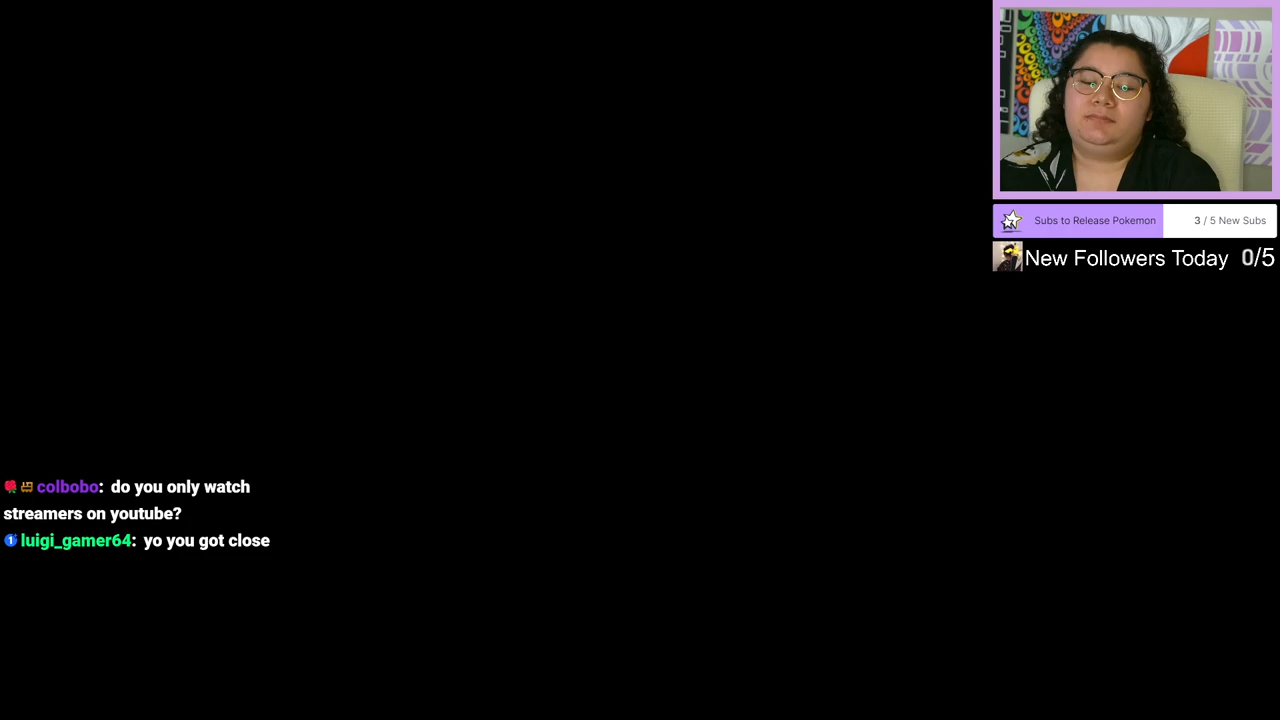 Subs to Release Pokemon 3 / 5 New Subs
New Followers Today 0/5
colbobo: do you only watch
streamers on youtube?
1 luigi_gamer64: yo you got close